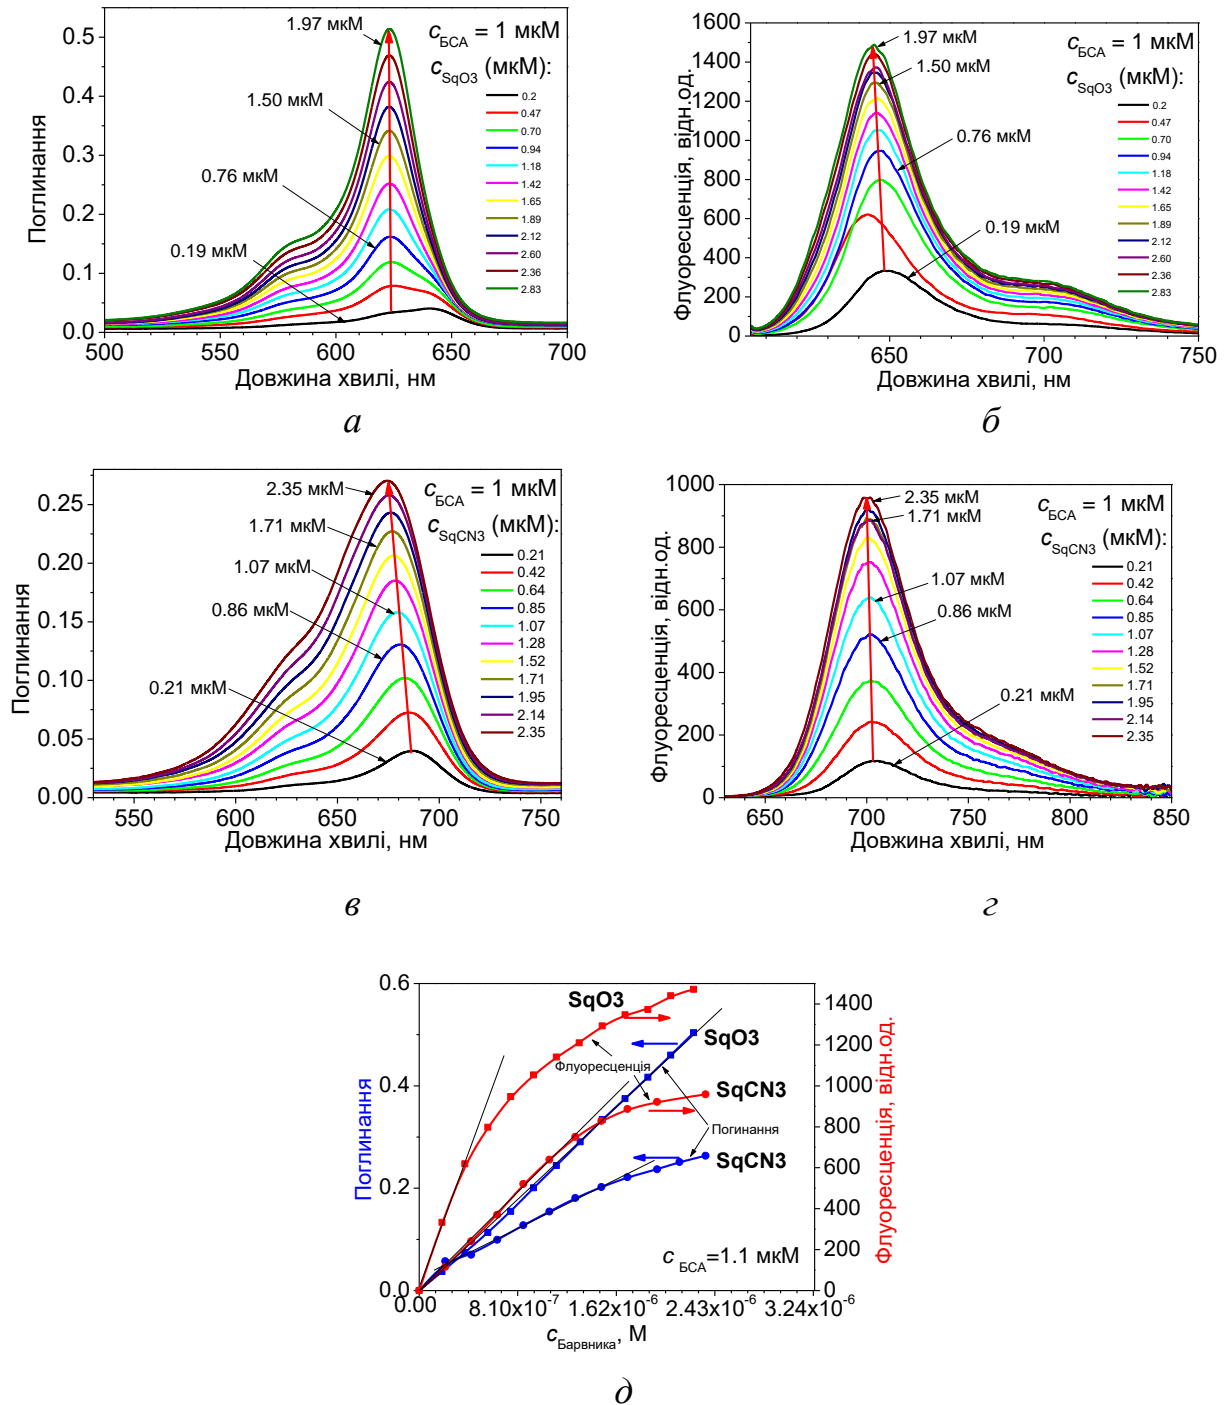 Поглинання
0.5
0.4
0.3
0.2
0.1
0.0
500
550
600
650
700
Довжина хвилі, нм
1.97 мкМ
1.50 мкМ
0.76 мкМ
0.19 мкМ
cБСА = 1 мкМ
cSqO3 (мкМ):
0.2
0.47
0.70
0.94
1.18
1.42
1.65
1.89
2.12
2.60
2.36
2.83
а
Флуоресценція, відн.од.
1600
1400
1200
1000
800
600
400
200
0
650
700
750
Довжина хвилі, нм
1.97 мкМ
1.50 мкМ
0.76 мкМ
0.19 мкМ
cБСА = 1 мкМ
cSqO3 (мкМ):
0.2
0.47
0.70
0.94
1.18
1.42
1.65
1.89
2.12
2.60
2.36
2.83
б
Поглинання
0.25
0.20
0.15
0.10
0.05
0.00
550
600
650
700
750
Довжина хвилі, нм
2.35 мкМ
1.71 мкМ
1.07 мкМ
0.86 мкМ
0.21 мкМ
cБСА = 1 мкМ
cSqCN3 (мкМ):
0.21
0.42
0.64
0.85
1.07
1.28
1.52
1.71
1.95
2.14
2.35
в
Флуоресценція, відн.од.
1000
800
600
400
200
0
650
700
750
800
850
Довжина хвилі, нм
2.35 мкМ
1.71 мкМ
1.07 мкМ
0.86 мкМ
0.21 мкМ
cБСА = 1 мкМ
cSqCN3 (мкМ):
0.21
0.42
0.64
0.85
1.07
1.28
1.52
1.71
1.95
2.14
2.35
г
Поглинання
0.6
0.4
0.2
0.0
0.00
8.10x10-7
1.62x10-6
2.43x10-6
3.24x10-6
cБарвника, М
1400
1200
1000
800
600
400
200
0
Флуоресценція, відн.од.
SqO3
SqO3
Флуоресценція
SqCN3
Погинання
SqCN3
c БСА=1.1 мкМ
д